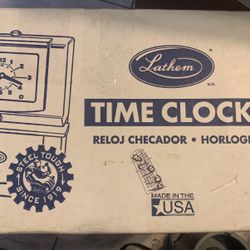 Lathem
TIME CLOCK
RELOJ CHECADOR • HORLOGE
STEEL TOUGH
SINCE 1919
MADE IN THE
USA